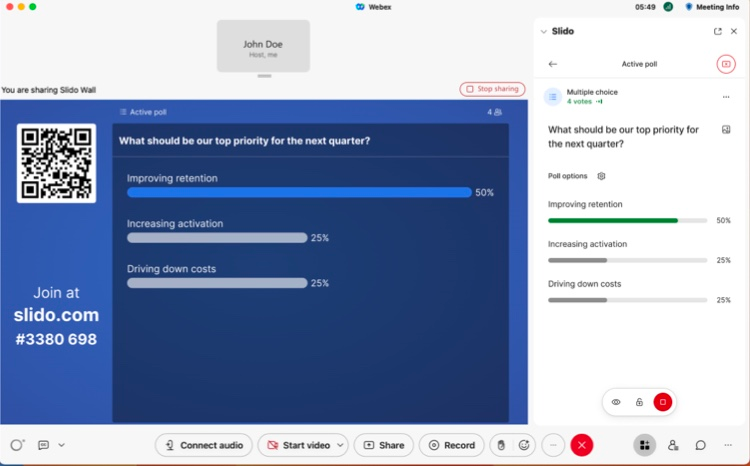 Webex
05:49
Meeting Info
John Doe
Host, me
You are sharing Slido Wall
Stop sharing
Active poll
4
What should be our top priority for the next quarter?
Improving retention
50%
Increasing activation
25%
Driving down costs
25%
Join at
slido.com
#3380 698
Slido
Active poll
Multiple choice
4 votes
What should be our top priority for
the next quarter?
Poll options
Improving retention
50%
Increasing activation
25%
Driving down costs
25%
Connect audio
Start video
Share
Record